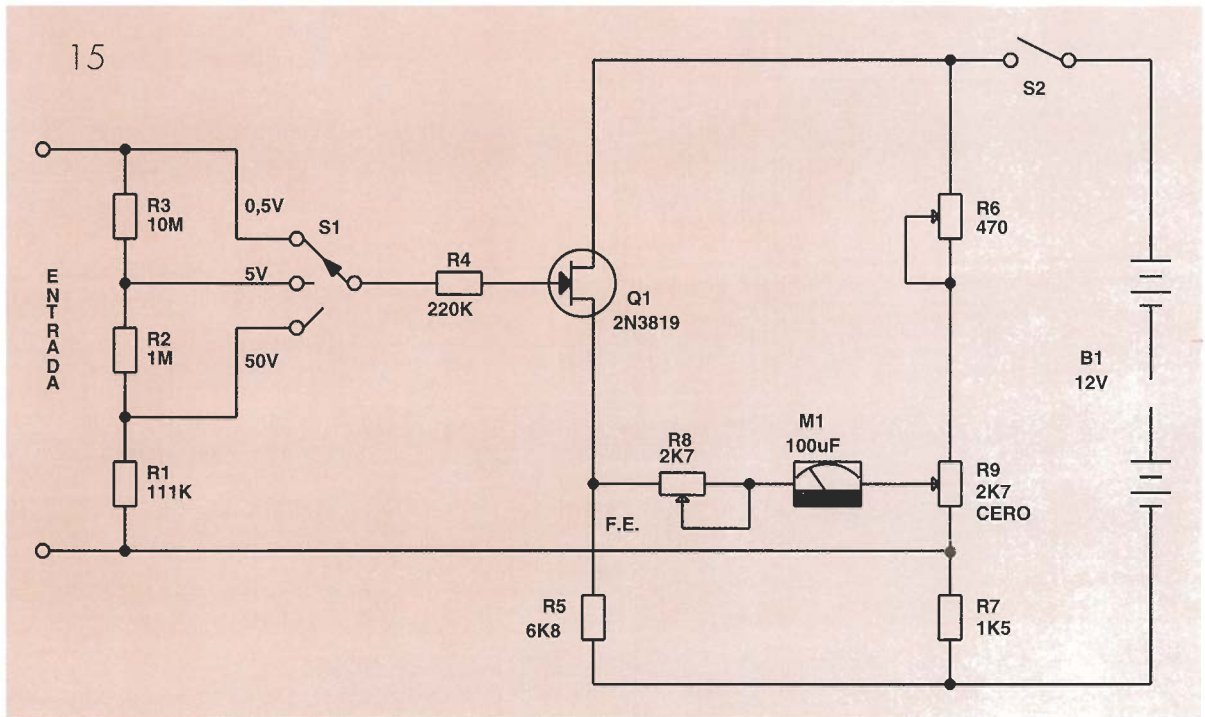 15
S2
R3
10M
0,5V
S1
R6
470
ENTRADA
5V
R4
220K
Q1
2N3819
R2
1M
50V
B1
12V
M1
100uF
R8
2K7
R1
111K
R9
2K7
CERO
F.E.
R5
6K8
R7
1K5